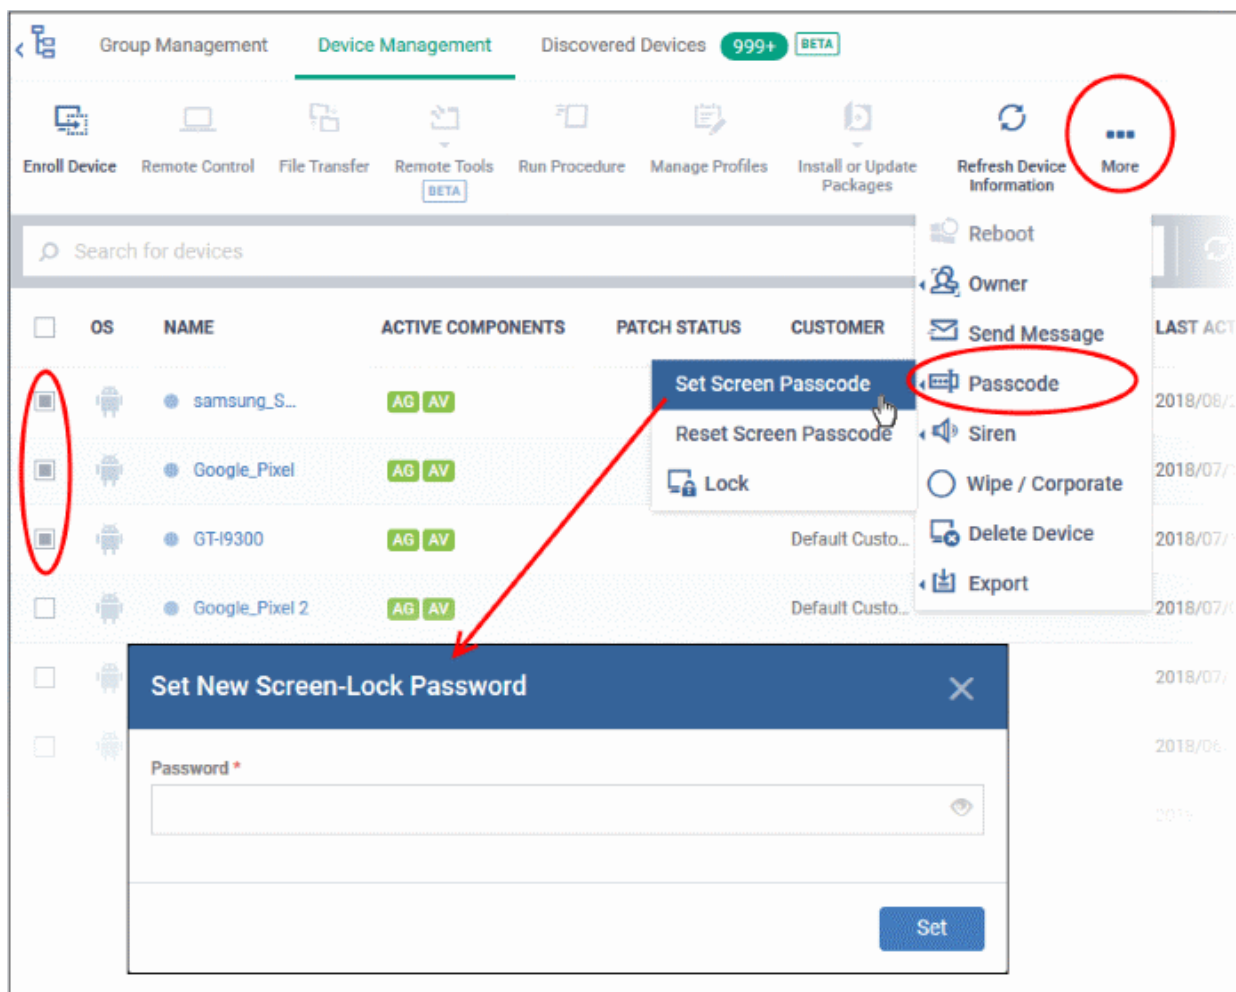 Group Management Device Management Discovered Devices 999+ BETA
Enroll Device Remote Control File Transfer Remote Tools Run Procedure Manage Profiles Install or Update Refresh Device More
BETA Packages Information
Search for devices
Reboot
Owner
Send Message
Passcode
Siren
Wipe / Corporate
Delete Device
Export
OS NAME ACTIVE COMPONENTS PATCH STATUS CUSTOMER LAST ACT
Set Screen Passcode
Reset Screen Passcode
Lock
samsung_S... AG AV 2018/08/
Google_Pixel AG AV 2018/07/
GT-I9300 AG AV Default Custo... 2018/07/
Google_Pixel 2 AG AV Default Custo... 2018/07/
2018/07/
2018/06
Set New Screen-Lock Password
Password *
Set